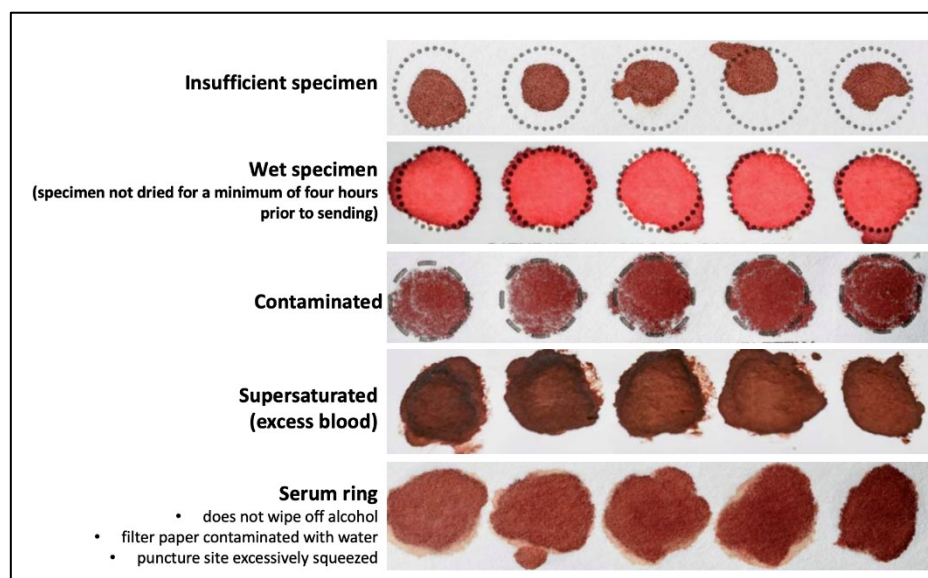 Insufficient specimen
Wet specimen
(specimen not dried for a minimum of four hours
prior to sending)
Contaminated
Supersaturated
(excess blood)
Serum ring
• does not wipe off alcohol
• filter paper contaminated with water
• puncture site excessively squeezed